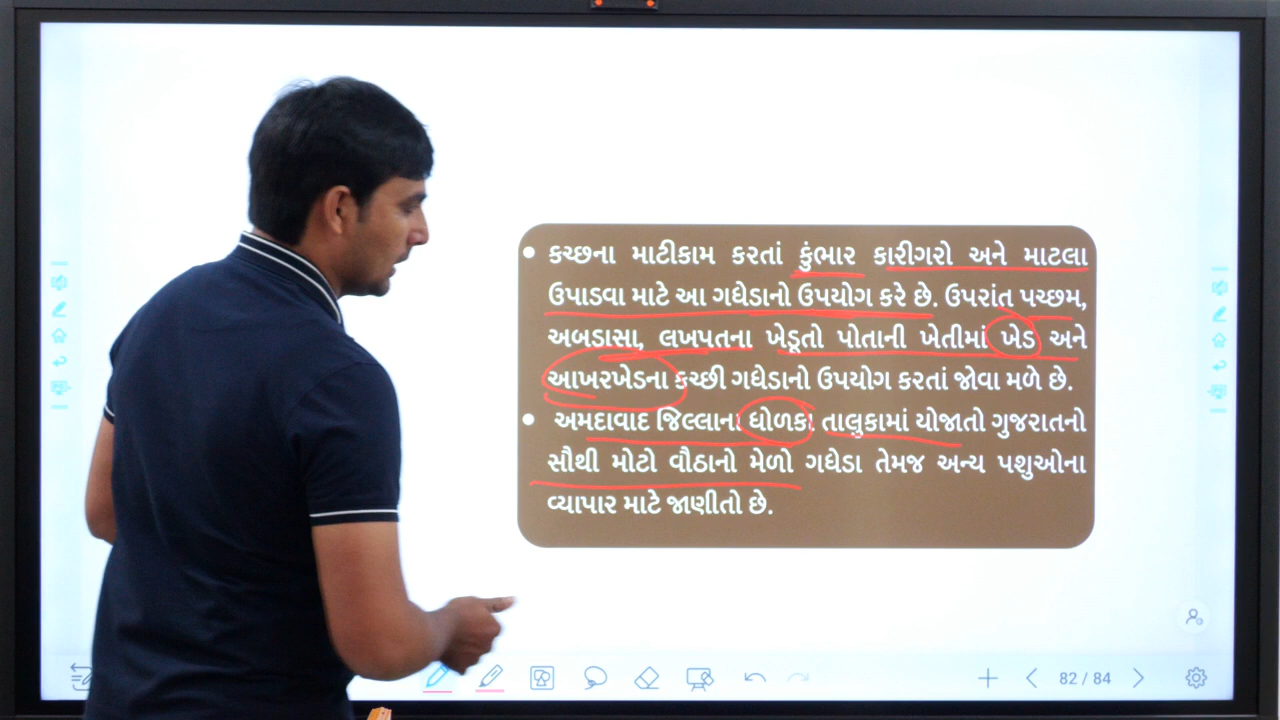 • કચ્છના માટીકામ કરતાં કુંભાર કારીગરો અને માટલા
ઉપાડવા માટે આ ગધેડાનો ઉપયોગ કરે છે. ઉપરાંત પચ્છમ,
અબડાસા, લખપતના ખેડૂતો પોતાની ખેતીમાં ખેડ અને
આખરખેડના કચ્છી ગધેડાનો ઉપયોગ કરતાં જોવા મળે છે.
• અમદાવાદ જિલ્લાના ધોળકા તાલુકામાં યોજાતો ગુજરાતનો
સૌથી મોટો વૌઠાનો મેળો ગધેડા તેમજ અન્ય પશુઓના
વ્યાપાર માટે જાણીતો છે.
82 / 84